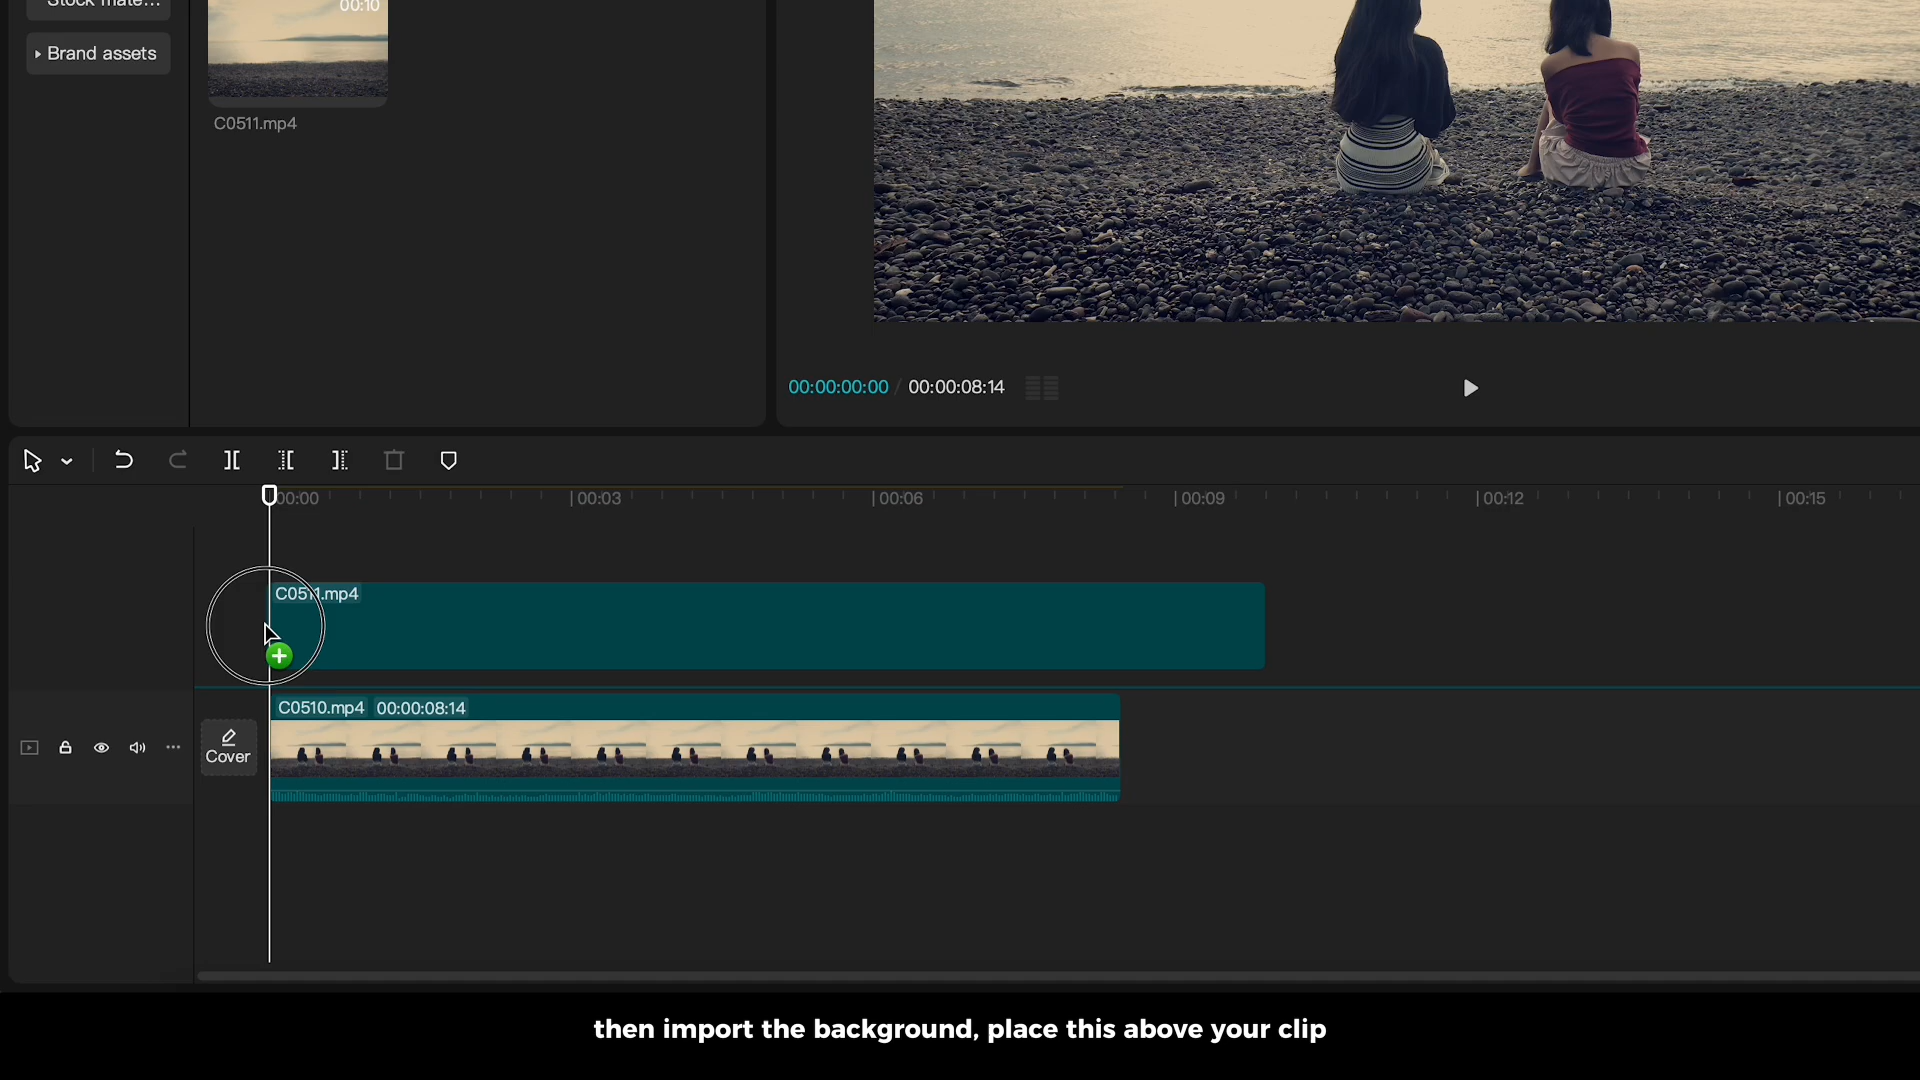 Stock mate...
00:10
Brand assets
C0511.mp4
00:00:00:00 / 00:00:08:14
00:00
00:03
00:06
00:09
00:12
00:15
C0511.mp4
C0510.mp4 00:00:08:14
Cover
then import the background, place this above your clip